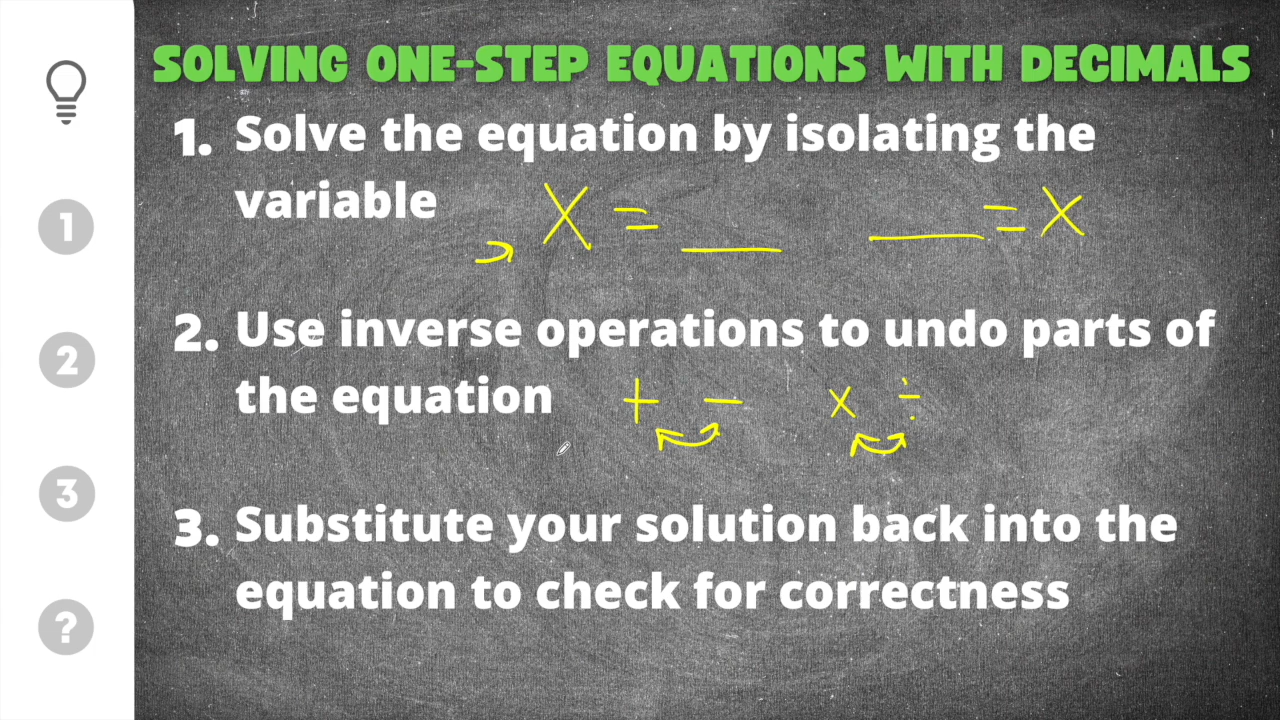 SOLVING ONE-STEP EQUATIONS WITH DECIMALS
1. Solve the equation by isolating the
variable
X = ___ ___ = X
1
2. Use inverse operations to undo parts of
the equation + − × ÷
2
3
3. Substitute your solution back into the
equation to check for correctness
?